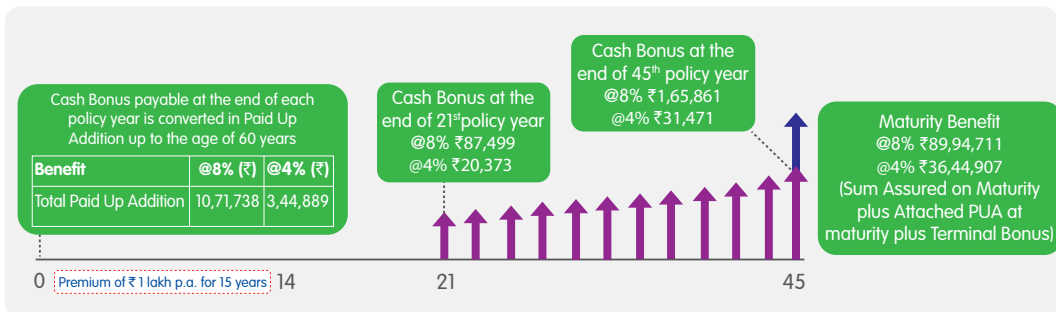 Cash Bonus payable at the end of each
policy year is converted in Paid Up
Addition up to the age of 60 years
Benefit @8% (₹) @4% (₹)
Total Paid Up Addition 10,71,738 3,44,889
Cash Bonus at the
end of 21stpolicy year
@8% ₹87,499
@4% ₹20,373
Cash Bonus at the
end of 45th policy year
@8% ₹1,65,861
@4% ₹31,471
Maturity Benefit
@8% ₹89,94,711
@4% ₹36,44,907
(Sum Assured on Maturity
plus Attached PUA at
maturity plus Terminal Bonus)
0 Premium of ₹ 1 lakh p.a. for 15 years 14 21 45